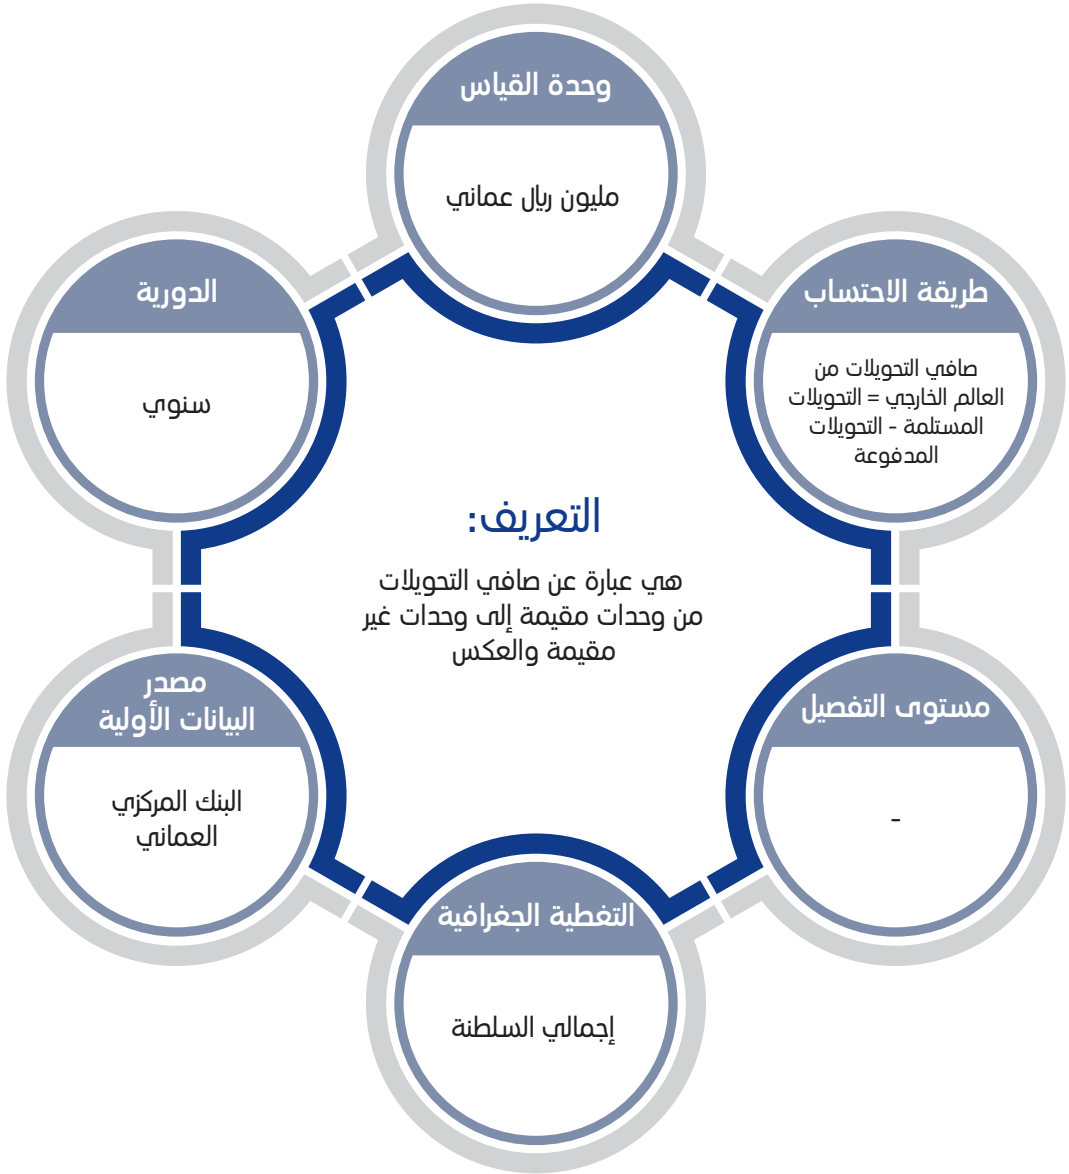 وحدة القياس
مليون ريال عماني
طريقة الاحتساب
صافي التحويلات من
العالم الخارجي = التحويلات
المستلمة - التحويلات
المدفوعة
الدورية
سنوي
التعريف:
هي عبارة عن صافي التحويلات
من وحدات مقيمة إلى وحدات غير
مقيمة والعكس
مستوى التفصيل
-
مصدر
البيانات الأولية
البنك المركزي
العماني
التغطية الجغرافية
إجمالي السلطنة